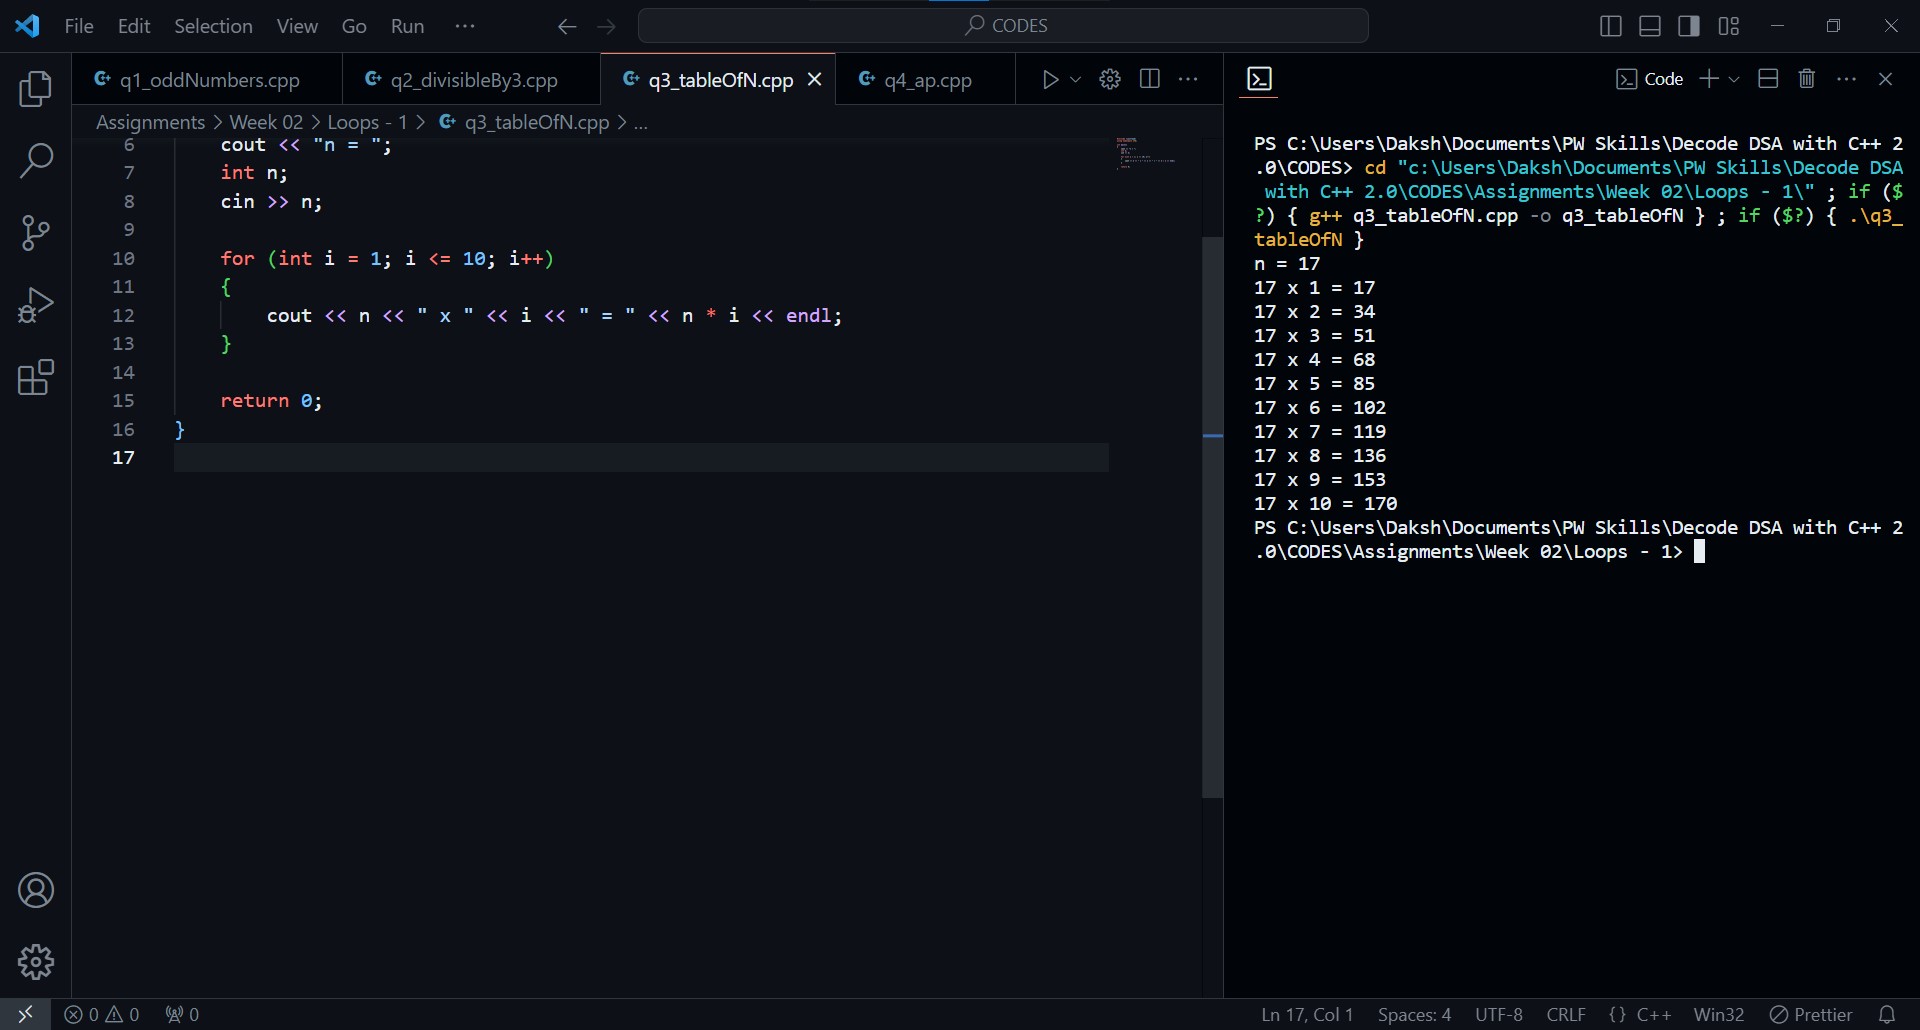 File Edit Selection View Go Run ··· CODES
q1_oddNumbers.cpp q2_divisibleBy3.cpp q3_tableOfN.cpp q4_ap.cpp Code
Assignments > Week 02 > Loops - 1 > q3_tableOfN.cpp > ...
6 cout << "n = ";
7 int n;
8 cin >> n;
9
10 for (int i = 1; i <= 10; i++)
11 {
12 cout << n << " x " << i << " = " << n * i << endl;
13 }
14
15 return 0;
16 }
17
PS C:\Users\Daksh\Documents\PW Skills\Decode DSA with C++ 2
.0\CODES> cd "c:\Users\Daksh\Documents\PW Skills\Decode DSA
with C++ 2.0\CODES\Assignments\Week 02\Loops - 1\" ; if ($
?) { g++ q3_tableOfN.cpp -o q3_tableOfN } ; if ($?) { .\q3_
tableOfN }
n = 17
17 x 1 = 17
17 x 2 = 34
17 x 3 = 51
17 x 4 = 68
17 x 5 = 85
17 x 6 = 102
17 x 7 = 119
17 x 8 = 136
17 x 9 = 153
17 x 10 = 170
PS C:\Users\Daksh\Documents\PW Skills\Decode DSA with C++ 2
.0\CODES\Assignments\Week 02\Loops - 1>
0 0 0 Ln 17, Col 1 Spaces: 4 UTF-8 CRLF {} C++ Win32 Prettier